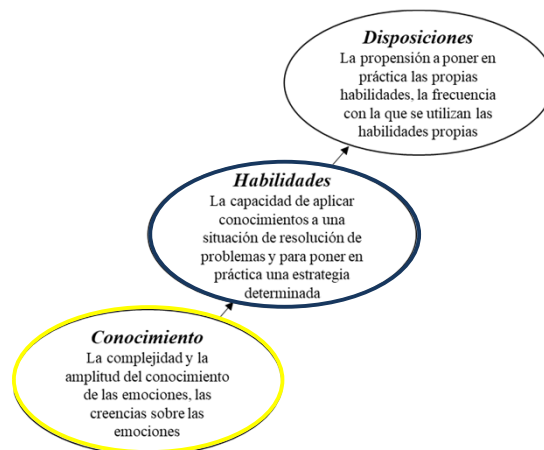 Disposiciones
La propensión a poner en
práctica las propias
habilidades, la frecuencia
con la que se utilizan las
habilidades propias
Habilidades
La capacidad de aplicar
conocimientos a una
situación de resolución de
problemas y para poner en
práctica una estrategia
determinada
Conocimiento
La complejidad y la
amplitud del conocimiento
de las emociones, las
creencias sobre las
emociones